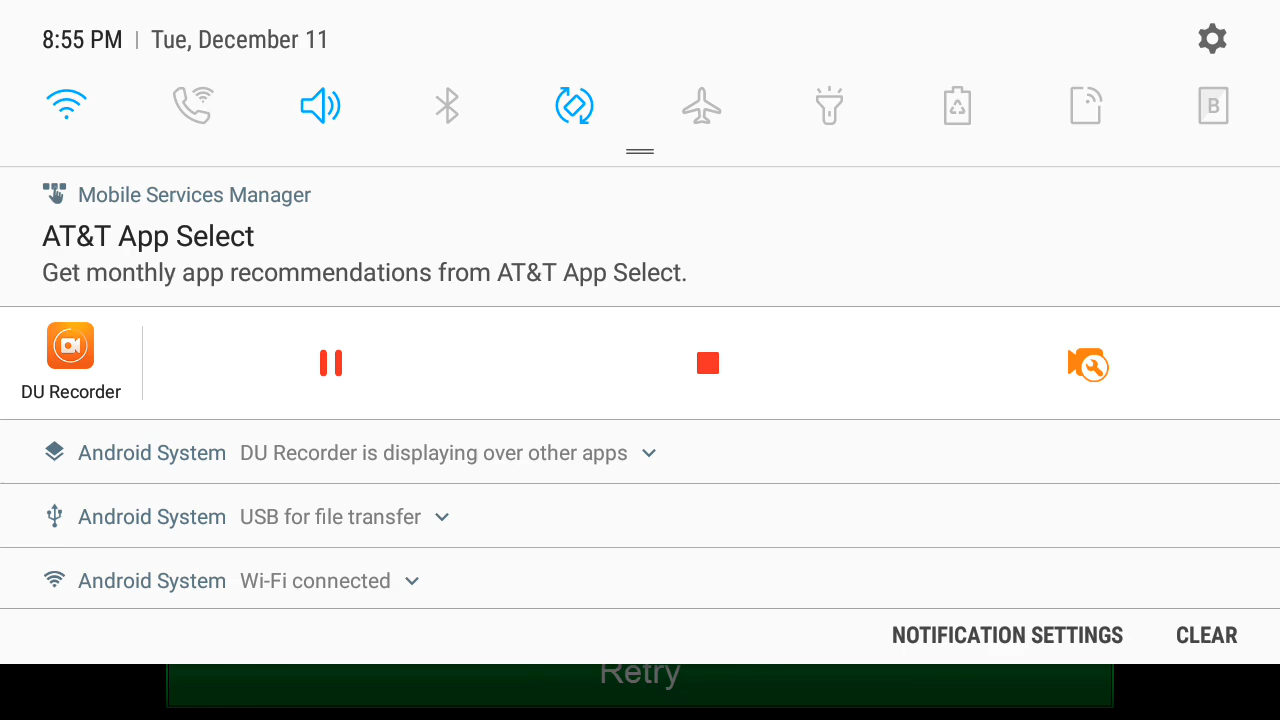 8:55 PM | Tue, December 11
B
Mobile Services Manager
AT&T App Select
Get monthly app recommendations from AT&T App Select.
DU Recorder
Android System DU Recorder is displaying over other apps
Android System USB for file transfer
Android System Wi-Fi connected
NOTIFICATION SETTINGS CLEAR
Retry